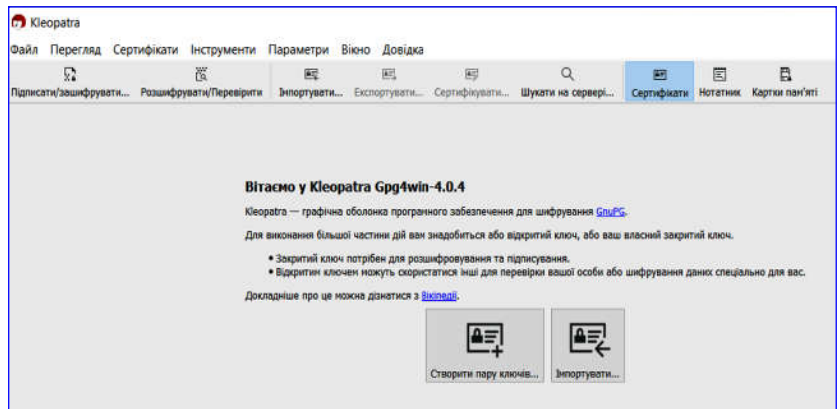 Kleopatra
Файл Перегляд Сертифікати Інструменти Параметри Вікно Довідка
Підписати/зашифрувати... Розшифрувати/Перевірити Імпортувати... Експортувати... Сертифікувати... Шукати на сервері... Сертифікати Нотатник Картки пам'яті
Вітаємо у Kleopatra Gpg4win-4.0.4
Kleopatra — графічна оболонка програмного забезпечення для шифрування GnuPG.
Для виконання більшої частини дій вам знадобиться або відкритий ключ, або ваш власний закритий ключ.
• Закритий ключ потрібен для розшифровування та підписування.
• Відкритим ключем можуть скористатися інші для перевірки вашої особи або шифрування даних спеціально для вас.
Докладніше про це можна дізнатися з Вікіпедії.
Створити пару ключів... Імпортувати...